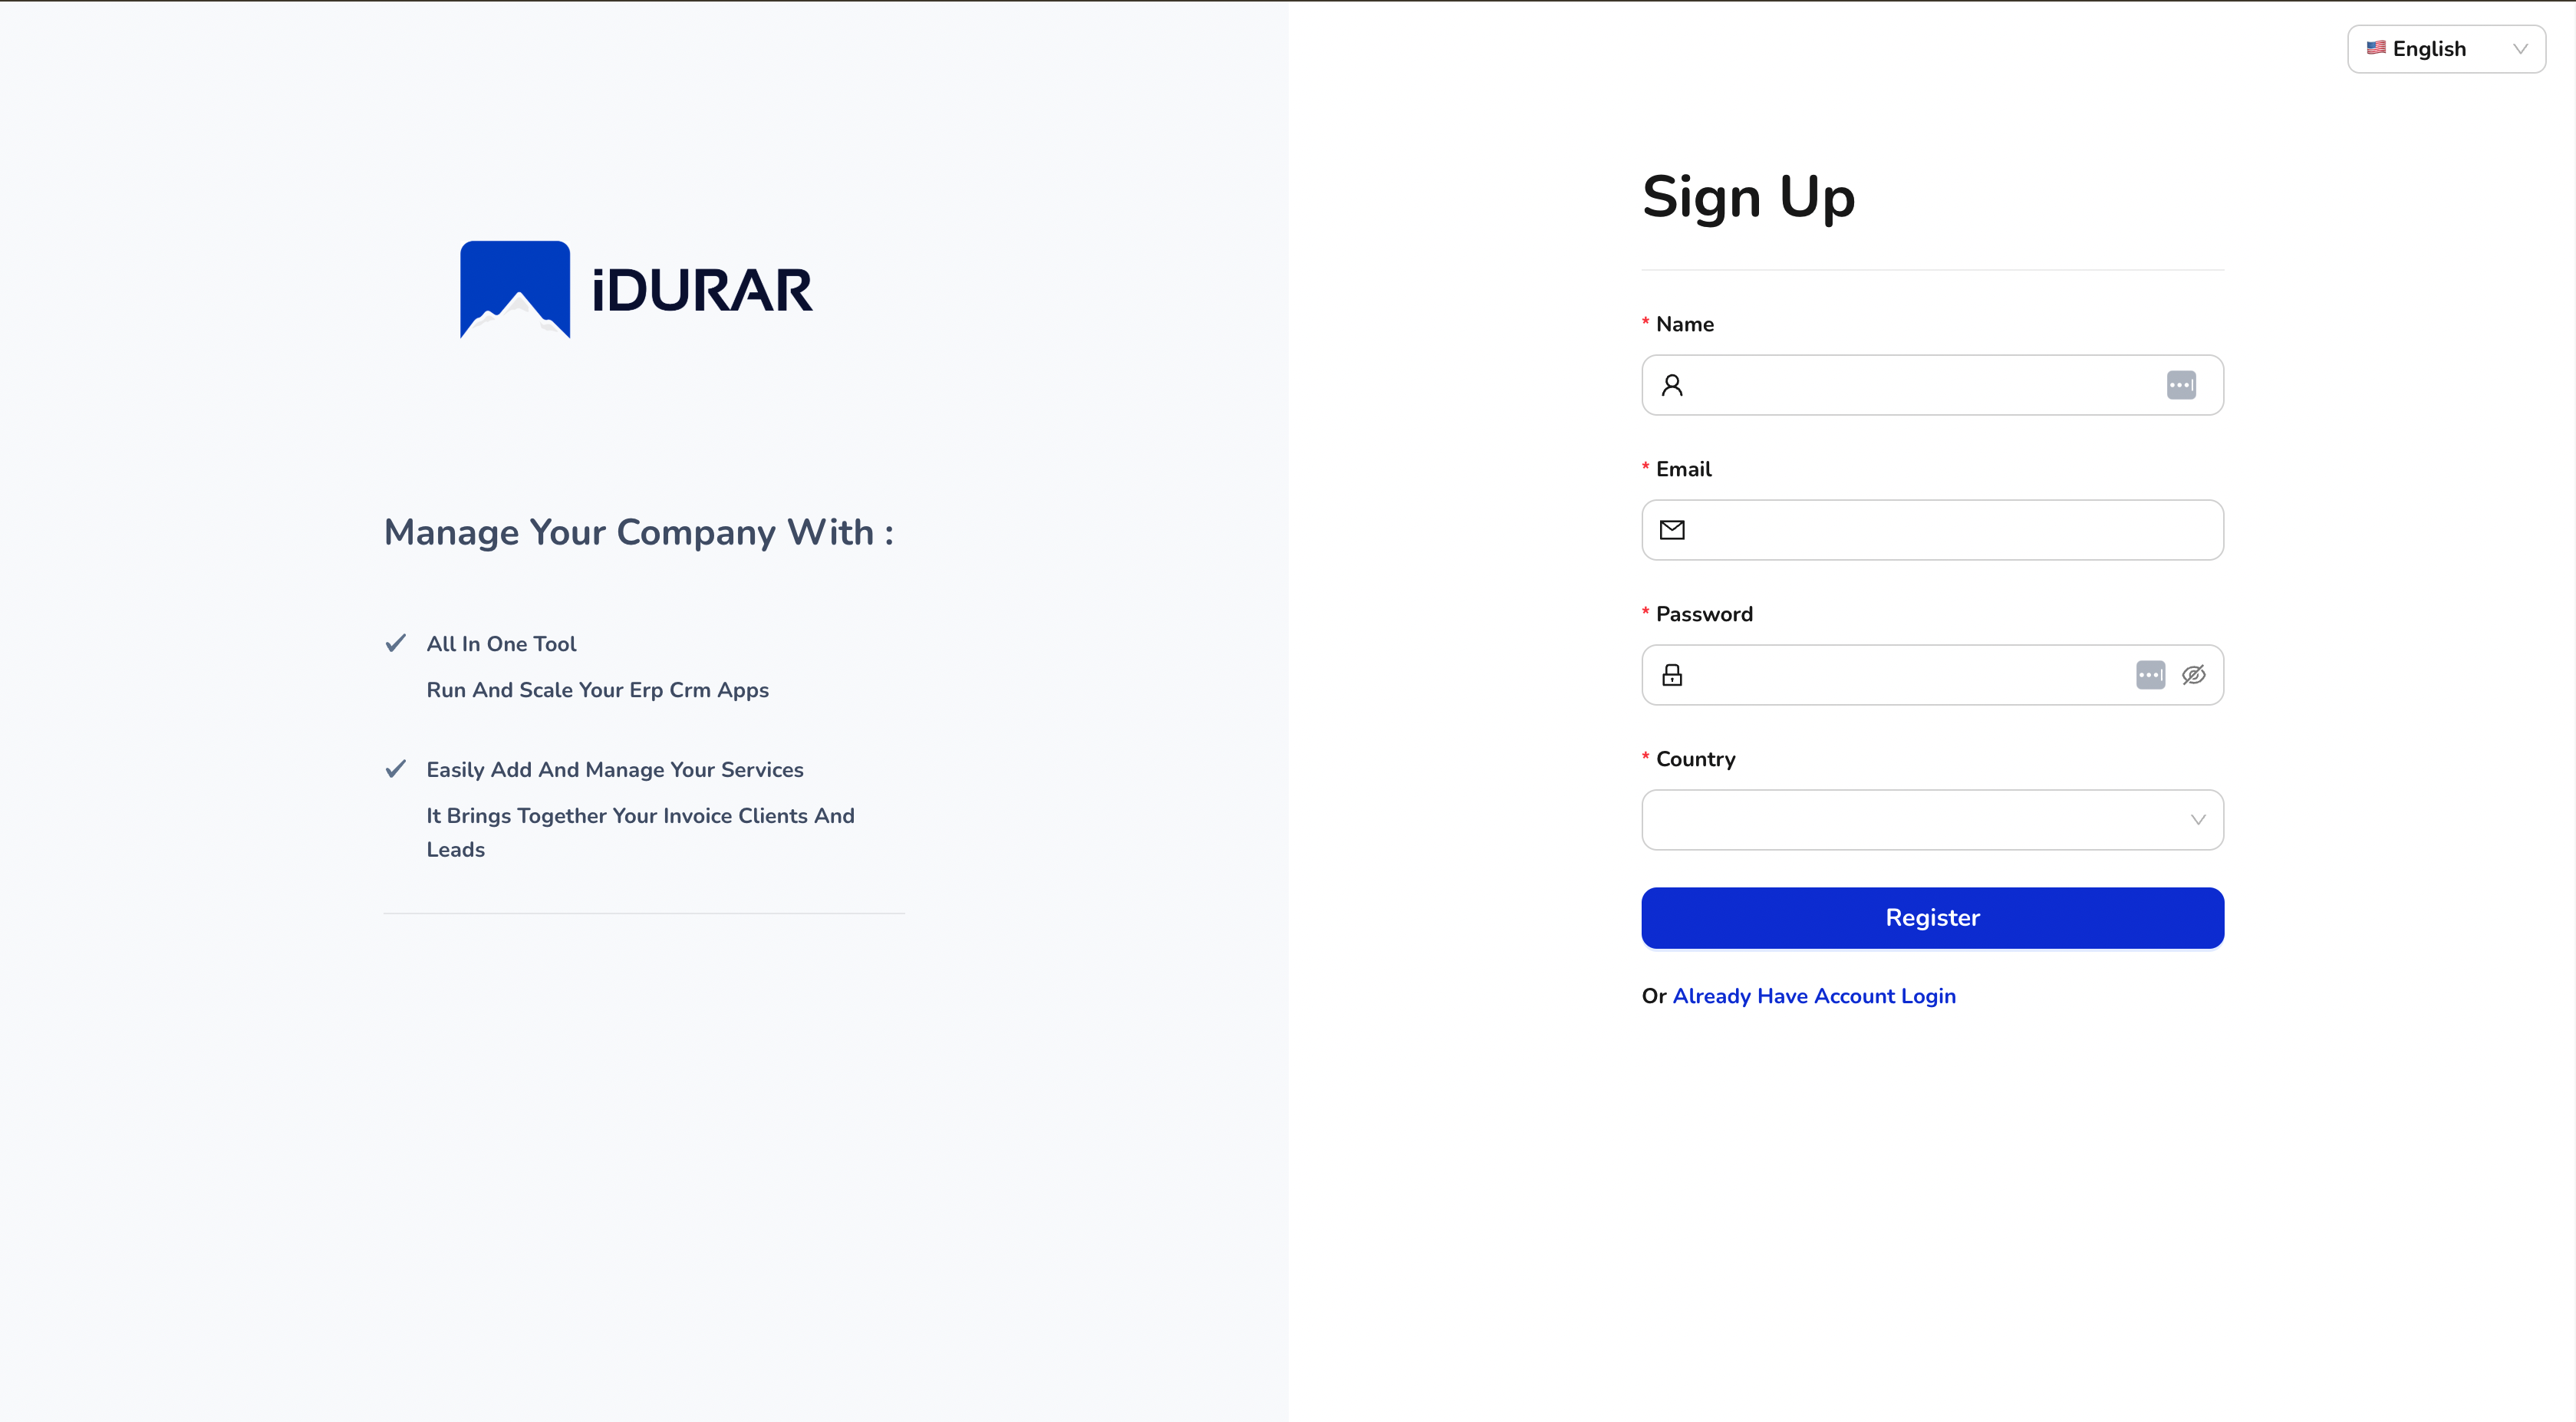 English
iDURAR
Manage Your Company With :
All In One Tool
Run And Scale Your Erp Crm Apps
Easily Add And Manage Your Services
It Brings Together Your Invoice Clients And
Leads
Sign Up
* Name
* Email
* Password
* Country
Register
Or Already Have Account Login